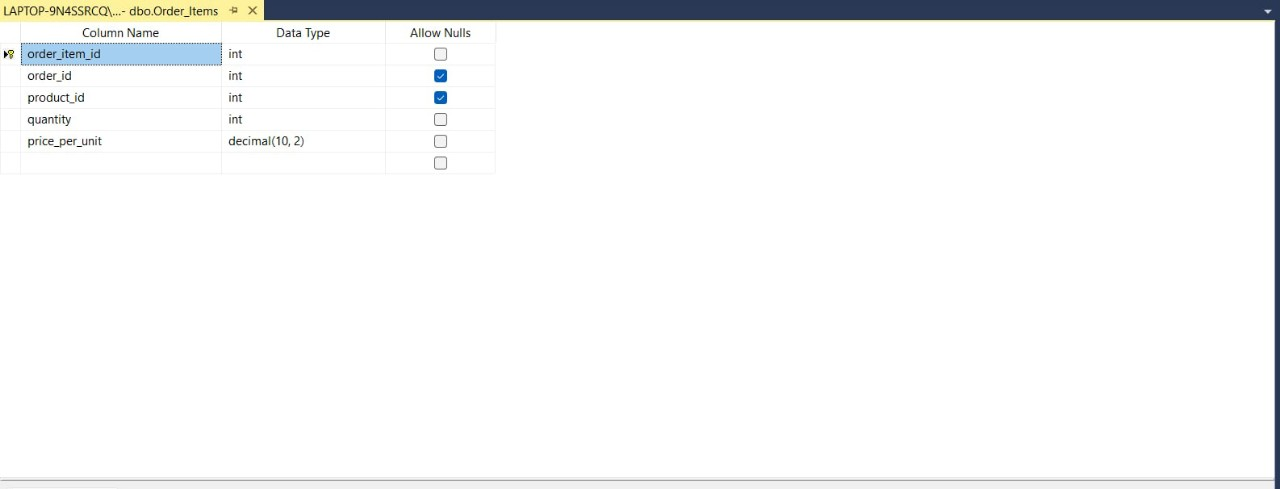 LAPTOP-9N4SSRCQ\...- dbo.Order_Items
Column Name Data Type Allow Nulls
order_item_id int
order_id int
product_id int
quantity int
price_per_unit decimal(10, 2)